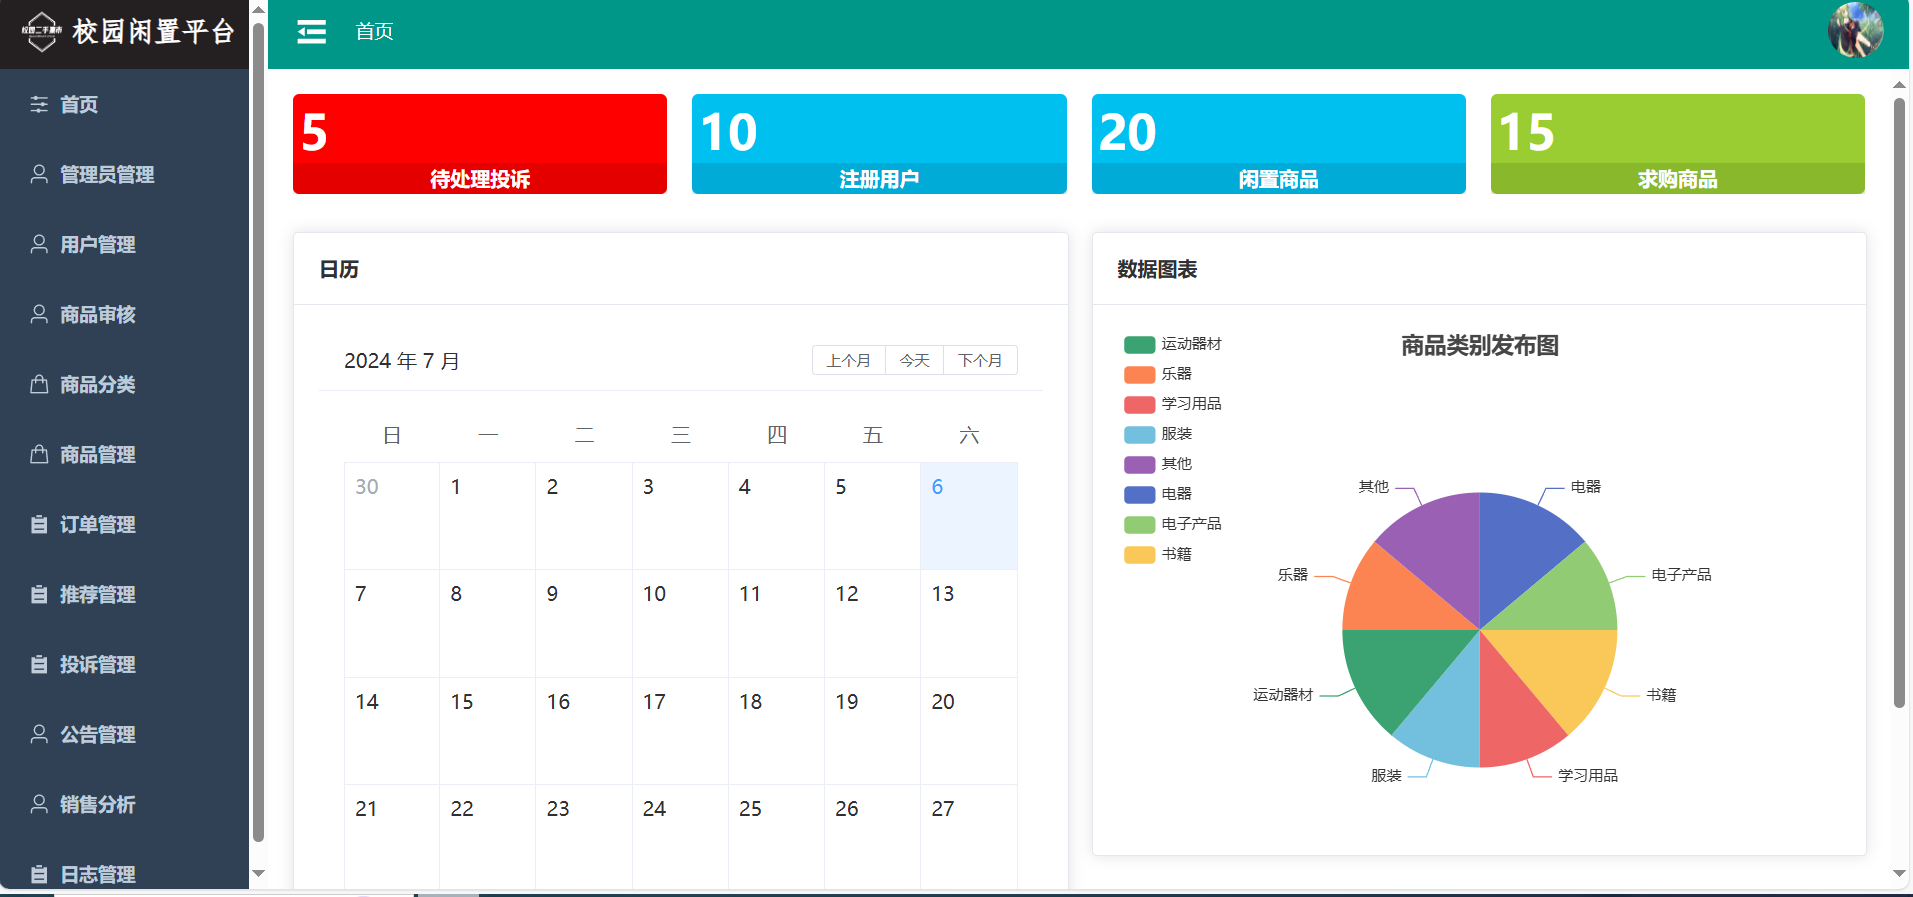 校园二手集市
校园闲置平台
首页
管理员管理
用户管理
商品审核
商品分类
商品管理
订单管理
推荐管理
投诉管理
公告管理
销售分析
日志管理
首页
5
待处理投诉
10
注册用户
20
闲置商品
15
求购商品
日历
2024 年 7 月
上个月 今天 下个月
日 一 二 三 四 五 六
30 1 2 3 4 5 6
7 8 9 10 11 12 13
14 15 16 17 18 19 20
21 22 23 24 25 26 27
数据图表
商品类别发布图
运动器材
乐器
学习用品
服装
其他
电器
电子产品
书籍
其他 电器
乐器 电子产品
运动器材 书籍
服装 学习用品